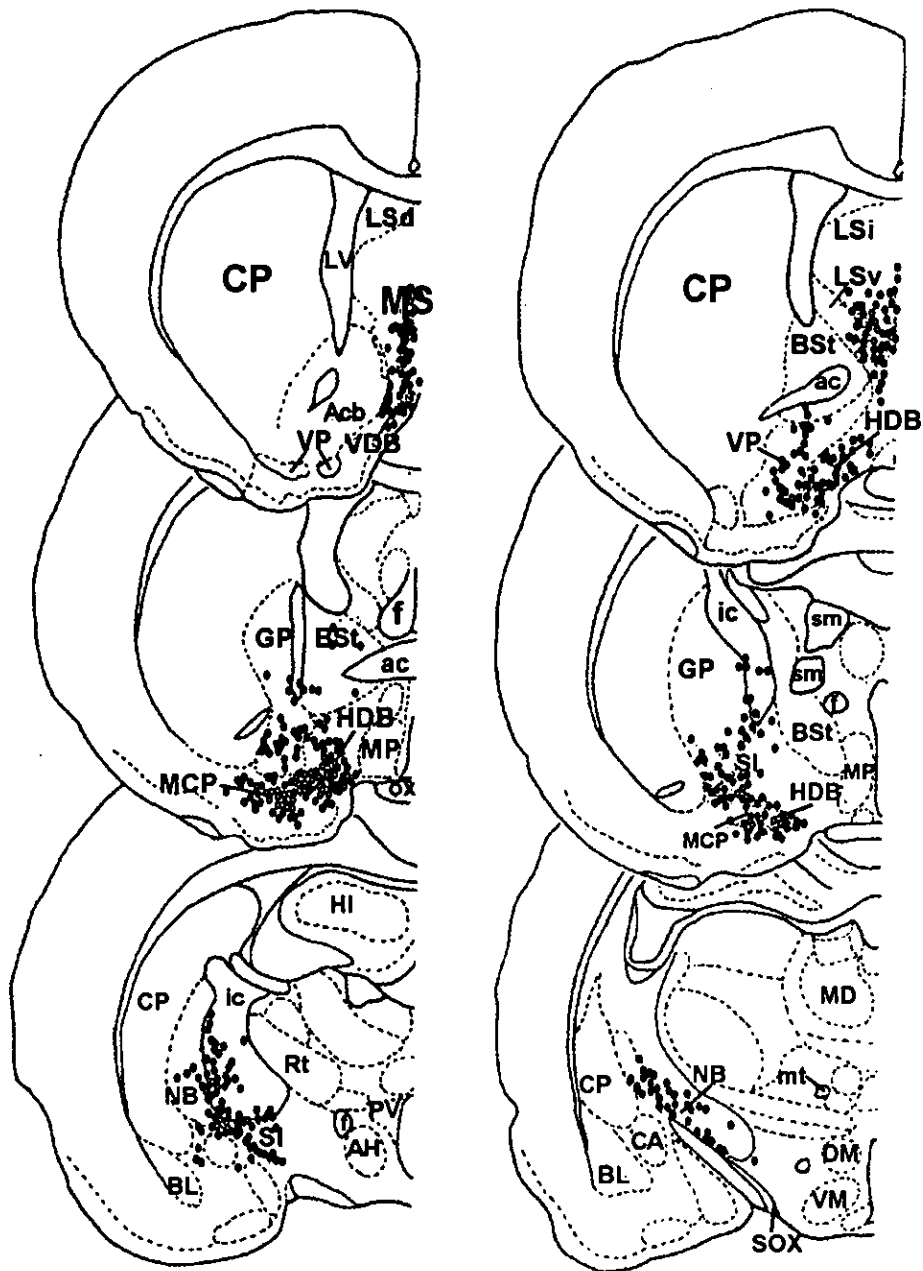 LSd
LV
CP
MS
Acb
VP
VDB
LSi
LSv
CP
BSt
ac
HDB
VP
f
GP
BSt
ac
HDB
MP
MCP
ox
ic
sm
GP
sm
f
BSt
SI
MP
HDB
MCP
HI
CP
ic
Rt
NB
PV
f
SI
AH
BL
MD
NB
mt
CP
CA
DM
BL
VM
SOX